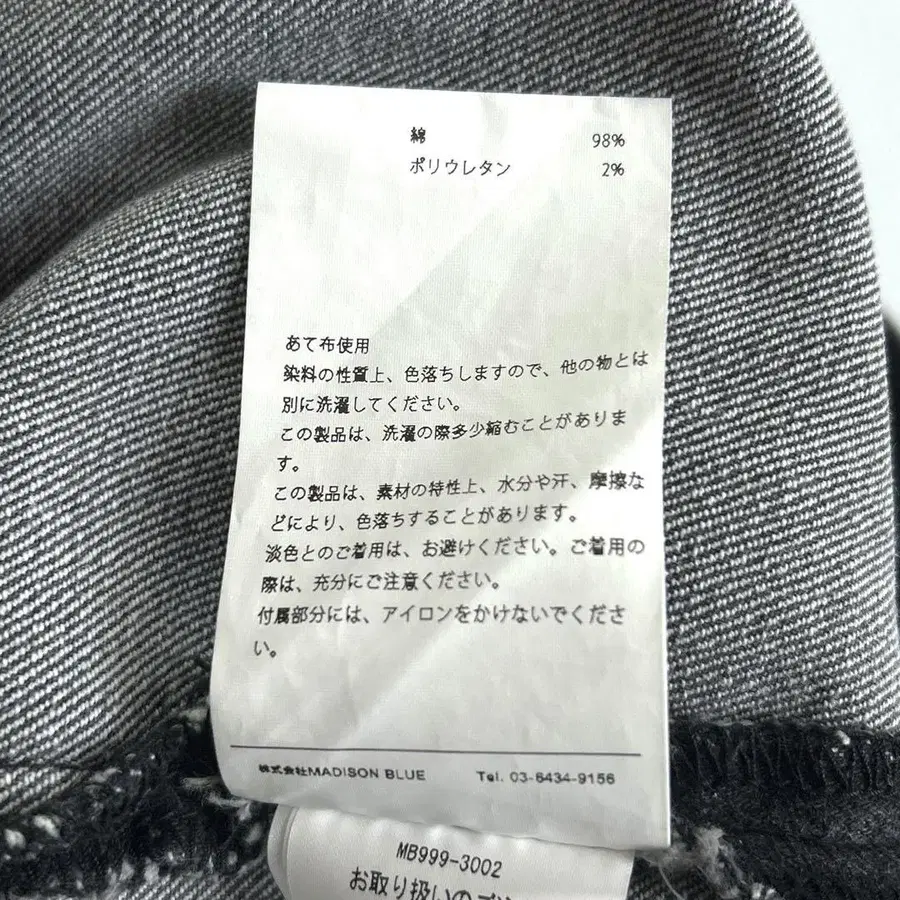 綿 98%
ポリウレタン 2%
あて布使用
染料の性質上、色落ちしますので、他の物とは
別に洗濯してください。
この製品は、洗濯の際多少縮むことがありま
す。
この製品は、素材の特性上、水分や汗、摩擦な
どにより、色落ちすることがあります。
淡色とのご着用は、お避けください。ご着用の
際は、充分にご注意ください。
付属部分には、アイロンをかけないでくださ
い。
株式会社MADISON BLUE Tel. 03-6434-9156
MB999-3002
お取り扱いの